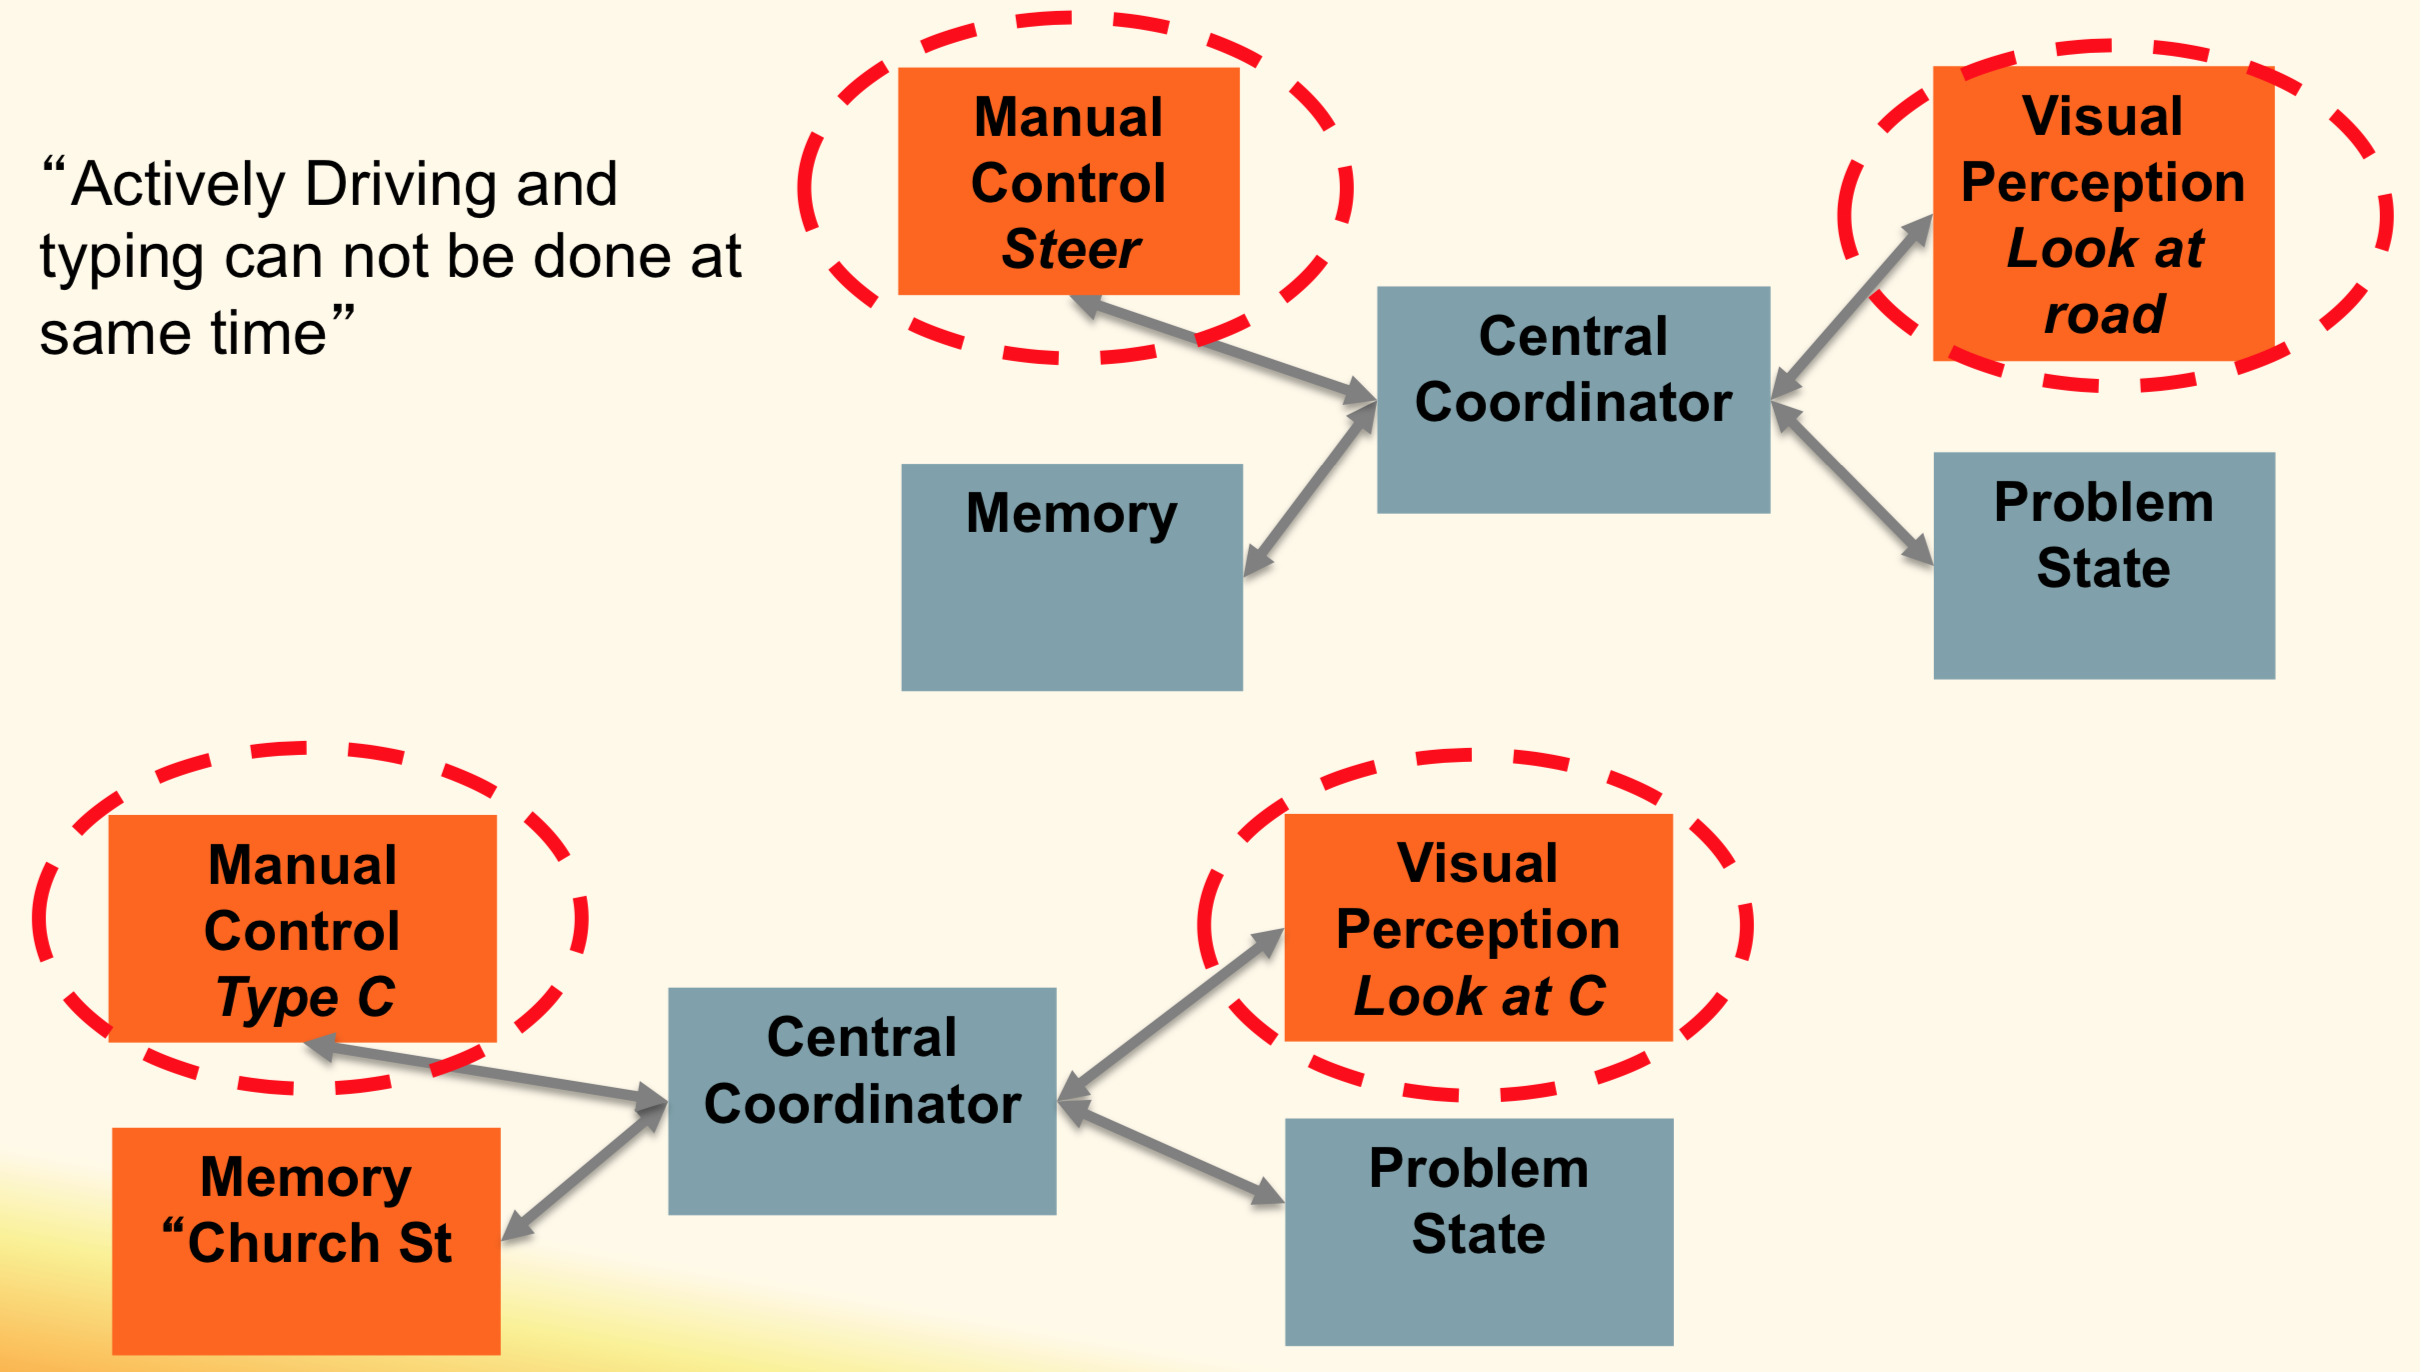 “Actively Driving and
typing can not be done at
same time”
Manual
Control
Steer
Visual
Perception
Look at
road
Central
Coordinator
Memory
Problem
State
Manual
Control
Type C
Visual
Perception
Look at C
Central
Coordinator
Memory
“Church St
Problem
State